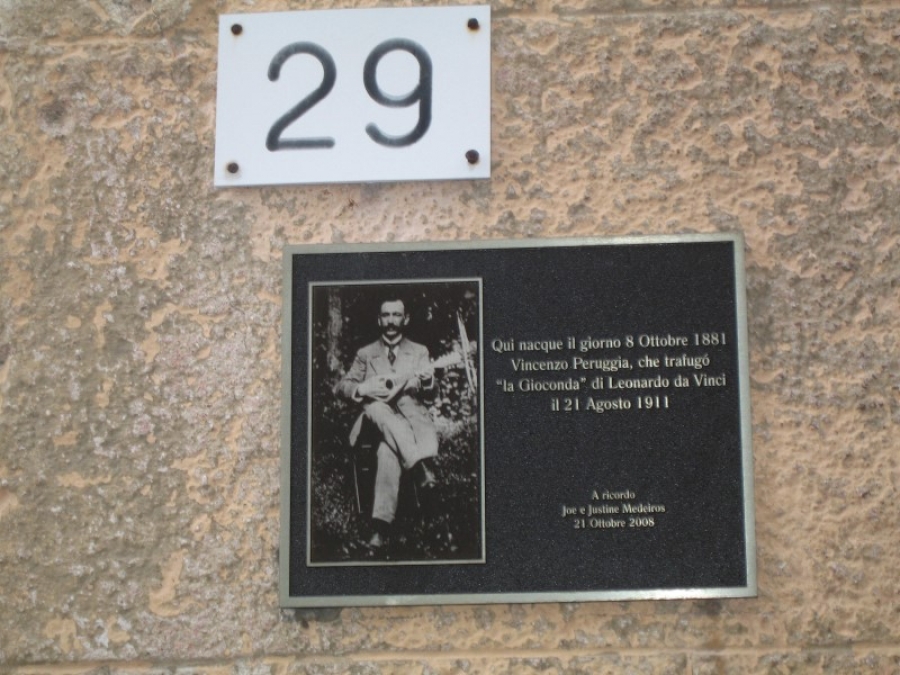 29
Qui nacque il giorno 8 Ottobre 1881
Vincenzo Peruggia, che trafugó
"la Gioconda" di Leonardo da Vinci
il 21 Agosto 1911
A ricordo
Joe e Justine Medeiros
21 Ottobre 2008